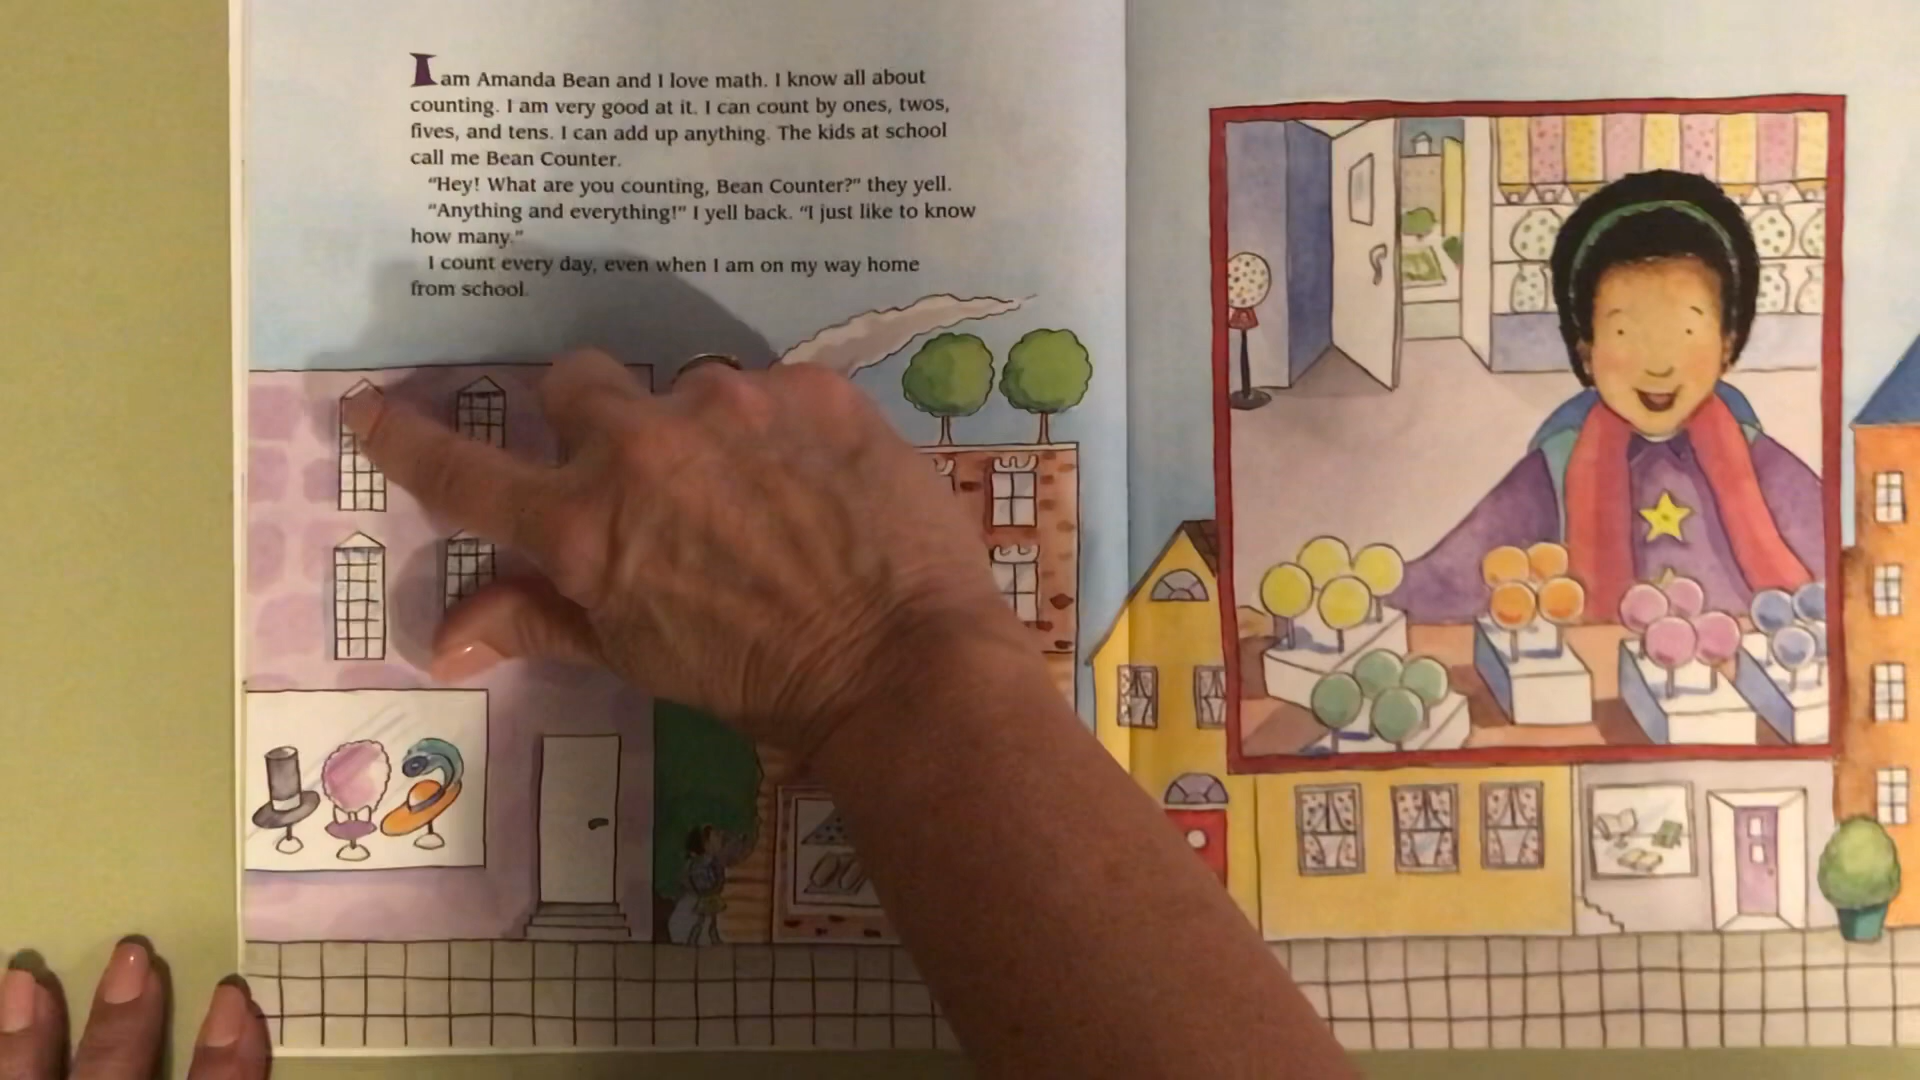 I am Amanda Bean and I love math. I know all about
counting. I am very good at it. I can count by ones, twos,
fives, and tens. I can add up anything. The kids at school
call me Bean Counter.
“Hey! What are you counting, Bean Counter?” they yell.
“Anything and everything!” I yell back. “I just like to know
how many.”
I count every day, even when I am on my way home
from school.